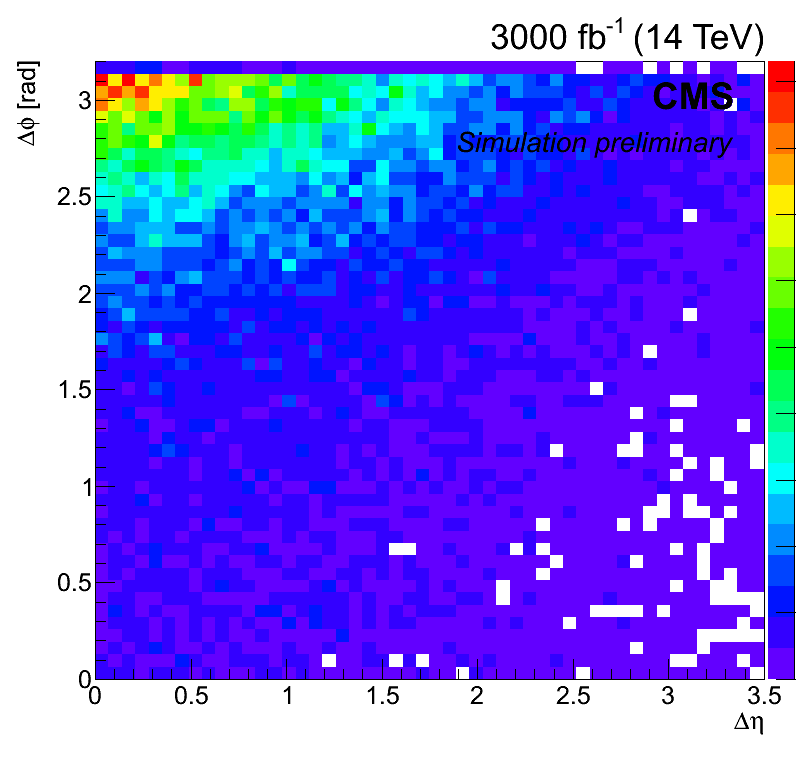 3000 fb⁻¹ (14 TeV)
Δϕ [rad]
CMS
Simulation preliminary
3
2.5
2
1.5
1
0.5
0
0 0.5 1 1.5 2 2.5 3 3.5
Δη